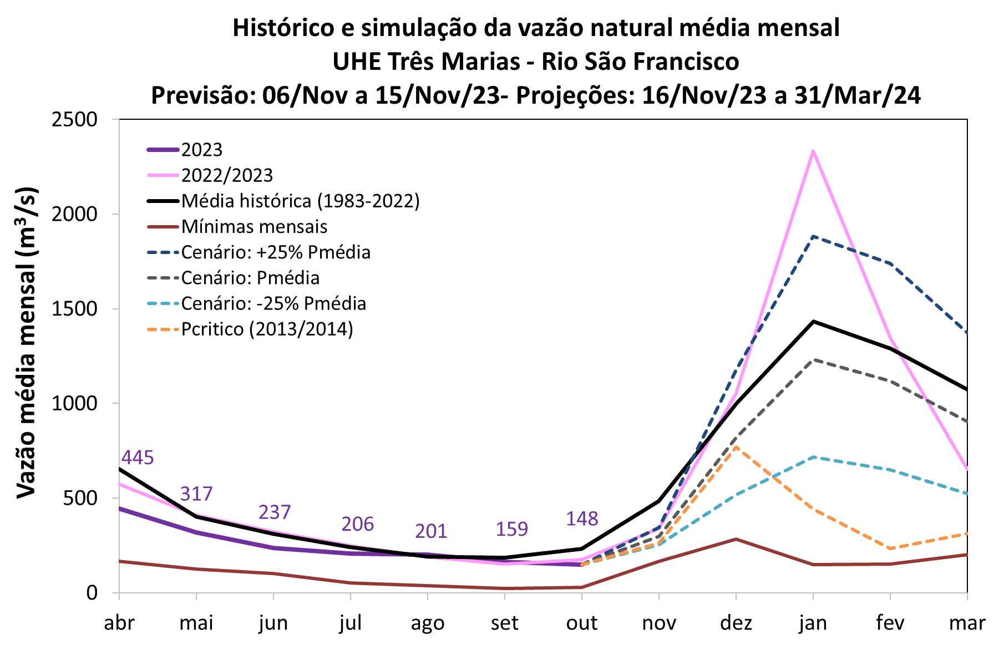 Histórico e simulação da vazão natural média mensal
UHE Três Marias - Rio São Francisco
Previsão: 06/Nov a 15/Nov/23- Projeções: 16/Nov/23 a 31/Mar/24
Vazão média mensal (m³/s)
2500
2000
1500
1000
500
0
2023
2022/2023
Média histórica (1983-2022)
Mínimas mensais
Cenário: +25% Pmédia
Cenário: Pmédia
Cenário: -25% Pmédia
Pcritico (2013/2014)
445
317
237
206
201
159
148
abr mai jun jul ago set out nov dez jan fev mar